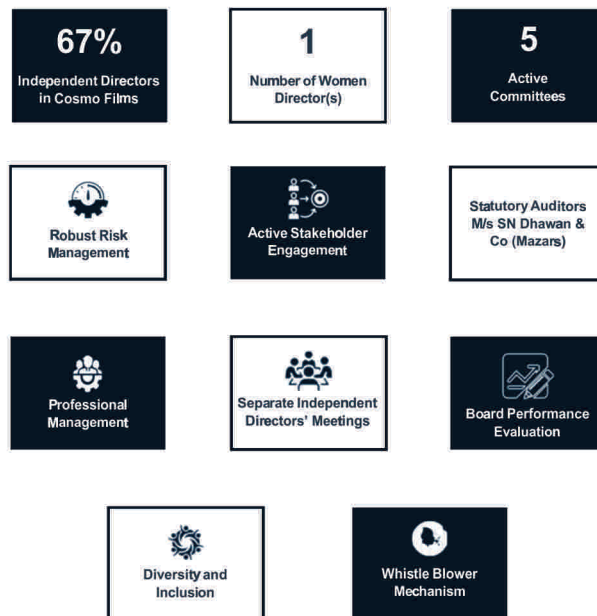 67%
Independent Directors
in Cosmo Films
1
Number of Women
Director(s)
5
Active
Committees
Robust Risk
Management
Active Stakeholder
Engagement
Statutory Auditors
M/s SN Dhawan &
Co (Mazars)
Professional
Management
Separate Independent
Directors’ Meetings
Board Performance
Evaluation
Diversity and
Inclusion
Whistle Blower
Mechanism